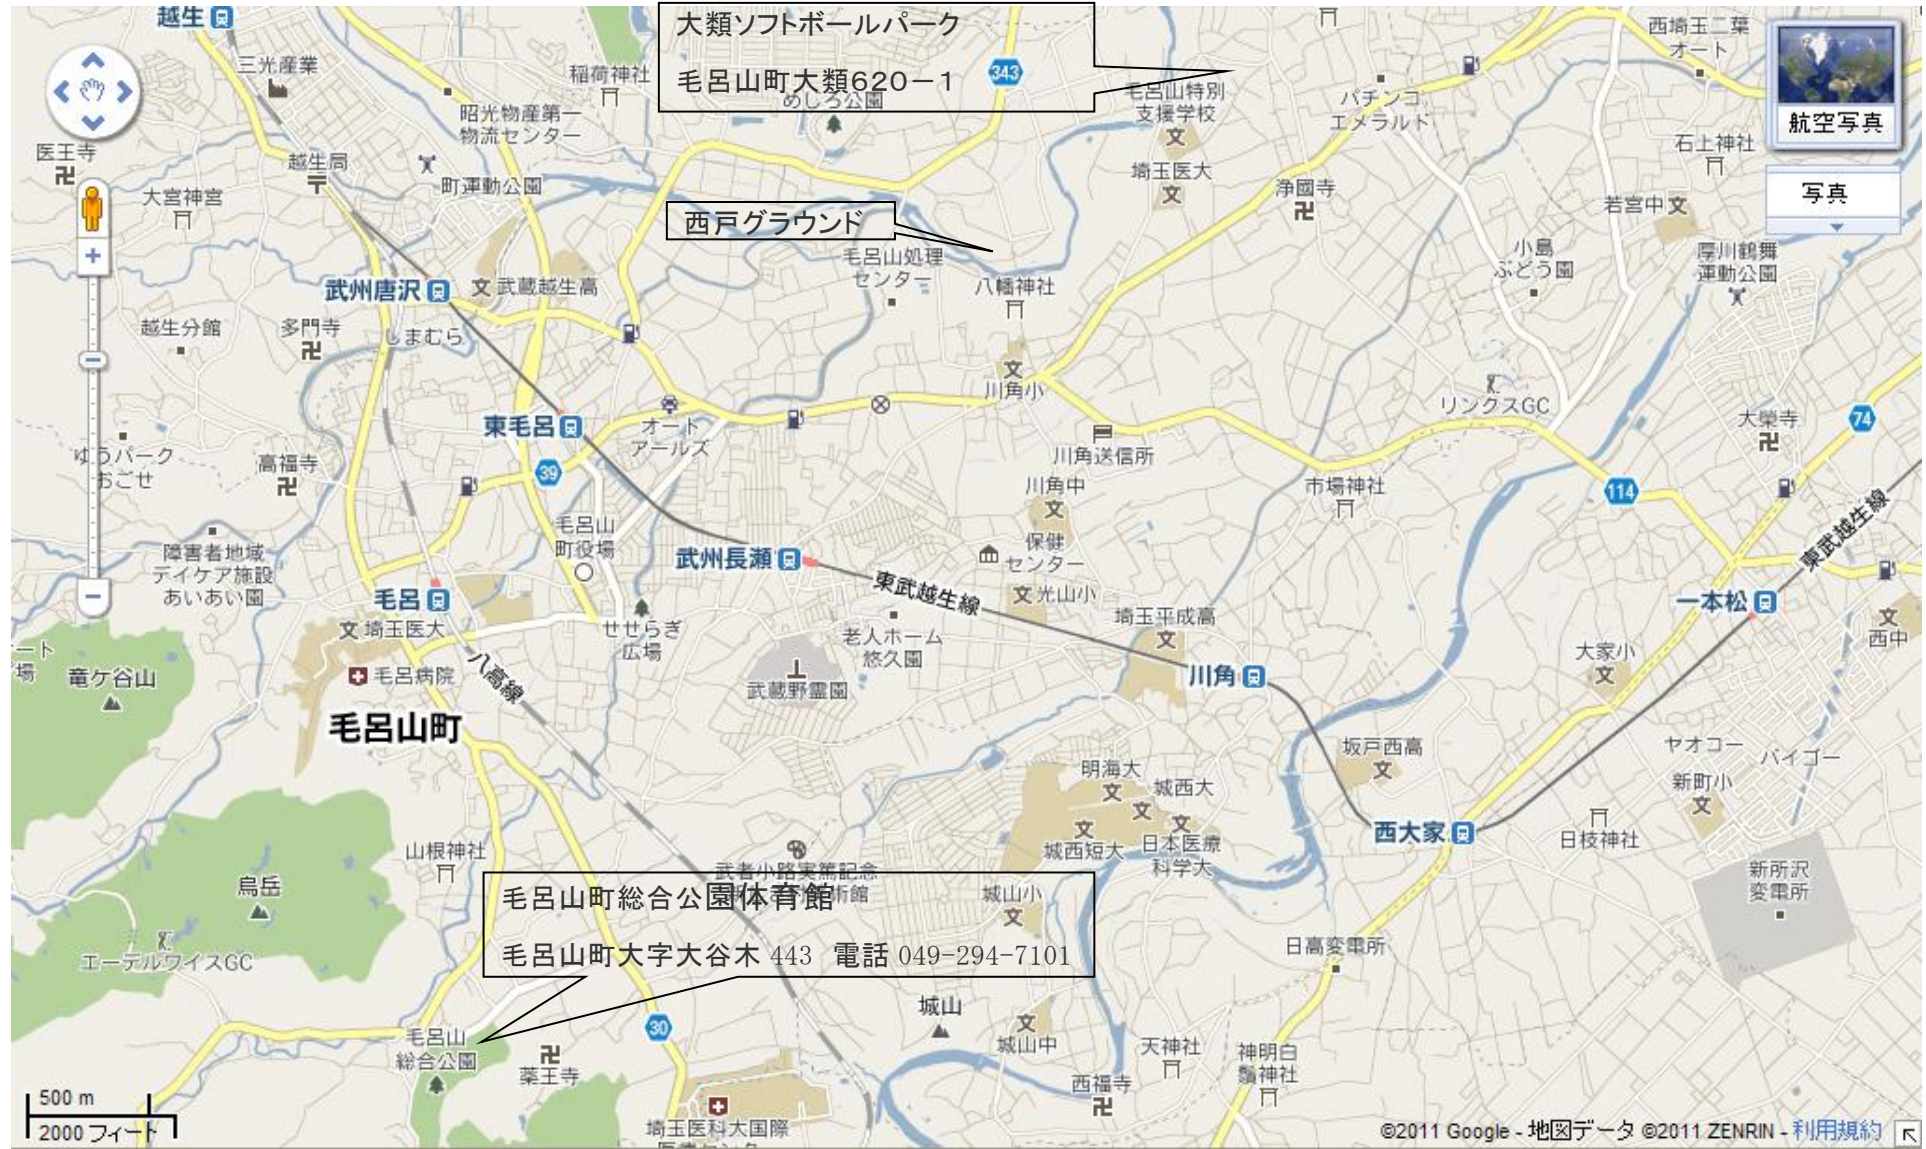 越生
大類ソフトボールパーク
毛呂山町大類620－1
西埼玉二葉
オート
三光産業
稲荷神社
343
めじろ公園
毛呂山特別
支援学校
パチンコ
エメラルド
航空写真
昭光物産第一
物流センター
石上神社
医王寺
越生局
町運動公園
埼玉医大
大宮神宮
浄國寺
写真
若宮中
西戸グラウンド
毛呂山処理
センター
小島
ぶどう園
厚川鶴舞
運動公園
武州唐沢
武蔵越生高
八幡神社
越生分館
多門寺
しまむら
川角小
リンクスGC
大榮寺
74
東毛呂
オート
アールズ
川角送信所
ゆうパーク
おごせ
高福寺
39
川角中
市場神社
114
毛呂山
町役場
武州長瀬
保健
センター
東武越生線
障害者地域
デイケア施設
あいあい園
毛呂
東武越生線
光山小
埼玉平成高
一本松
埼玉医大
せせらぎ
広場
老人ホーム
悠久園
西中
ート
場
竜ケ谷山
毛呂病院
八高線
武蔵野霊園
川角
大家小
毛呂山町
坂戸西高
ヤオコー
バイゴー
明海大
城西大
新町小
西大家
日枝神社
城西短大
日本医療
科学大
山根神社
武者小路実篤記念
術館
新所沢
変電所
烏岳
毛呂山町総合公園体育館
城山小
毛呂山町大字大谷木 443 電話 049-294-7101
日高変電所
エーデルワイスGC
城山
30
毛呂山
総合公園
薬王寺
城山中
天神社
神明白
鬚神社
西福寺
500 m
2000 フィート
埼玉医科大国際
©2011 Google - 地図データ ©2011 ZENRIN - 利用規約